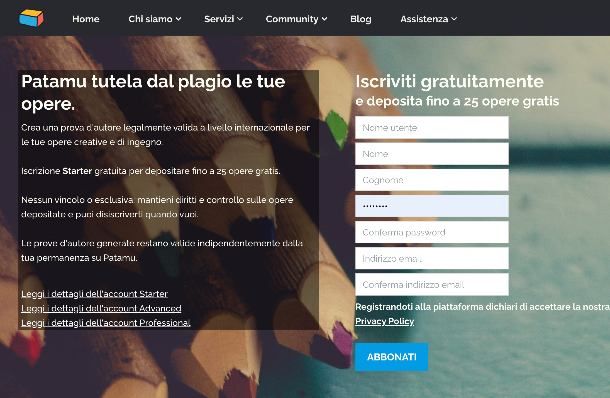 Home Chi siamo Servizi Community Blog Assistenza
Patamu tutela dal plagio le tue
opere.
Crea una prova d'autore legalmente valida a livello internazionale per
le tue opere creative e di ingegno.
Iscrizione Starter gratuita per depositare fino a 25 opere gratis.
Nessun vincolo o esclusiva: mantieni diritti e controllo sulle opere
depositate e puoi disiscriverti quando vuoi.
Le prove d'autore generate restano valide indipendentemente dalla
tua permanenza su Patamu.
Leggi i dettagli dell'account Starter
Leggi i dettagli dell'account Advanced
Leggi i dettagli dell'account Professional
Iscriviti gratuitamente
e deposita fino a 25 opere gratis
Nome utente
Nome
Cognome
••••••••
Conferma password
Indirizzo email
Conferma indirizzo email
Registrandoti alla piattaforma dichiari di accettare la nostra
Privacy Policy
ABBONATI